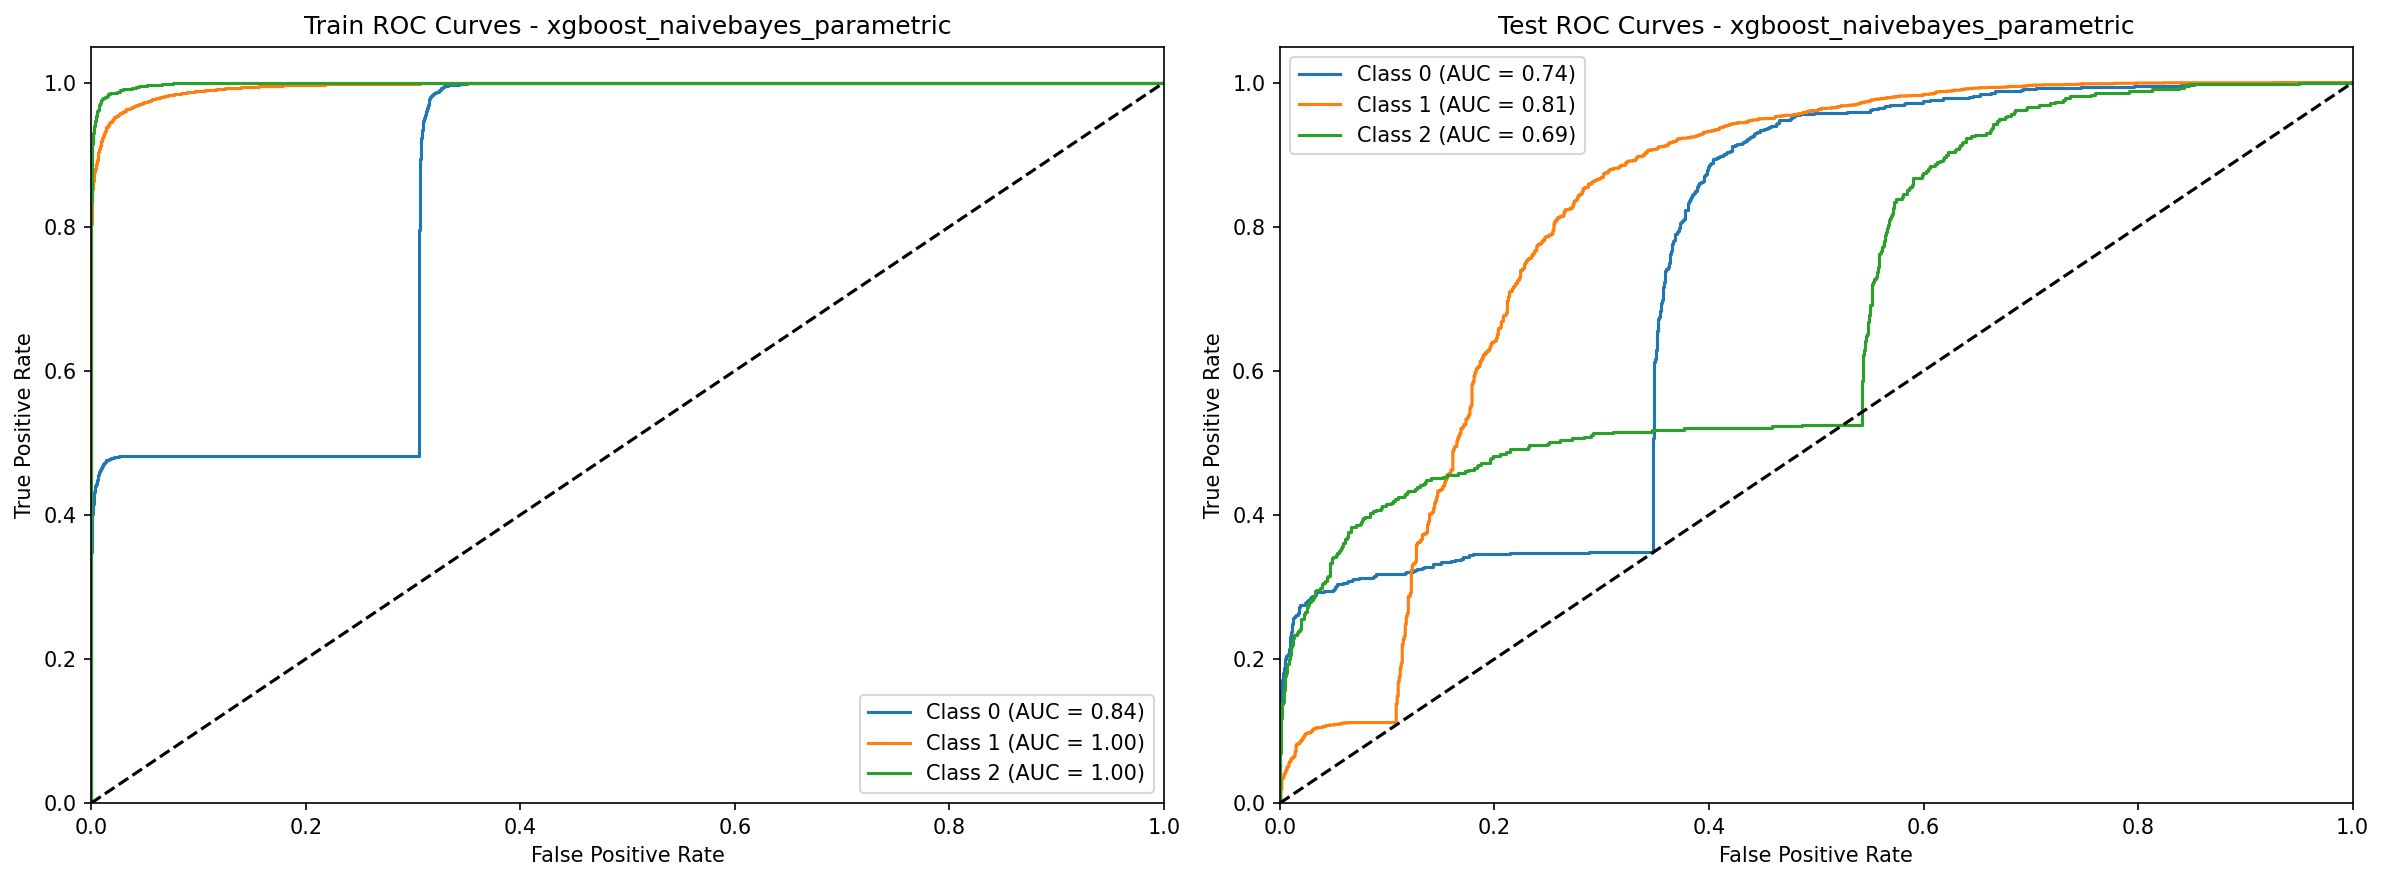 Train ROC Curves - xgboost_naivebayes_parametric
True Positive Rate
1.0
0.8
0.6
0.4
0.2
0.0
Class 0 (AUC = 0.84)
Class 1 (AUC = 1.00)
Class 2 (AUC = 1.00)
0.0 0.2 0.4 0.6 0.8 1.0
False Positive Rate
Test ROC Curves - xgboost_naivebayes_parametric
True Positive Rate
1.0
0.8
0.6
0.4
0.2
0.0
Class 0 (AUC = 0.74)
Class 1 (AUC = 0.81)
Class 2 (AUC = 0.69)
0.0 0.2 0.4 0.6 0.8 1.0
False Positive Rate